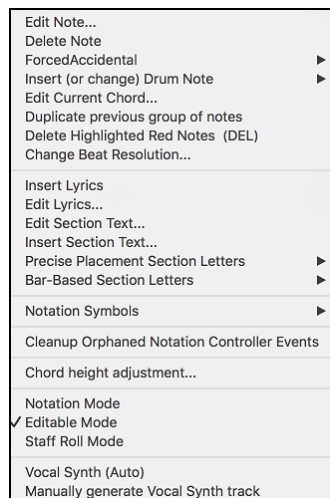 Edit Note...
Delete Note
ForcedAccidental
Insert (or change) Drum Note
Edit Current Chord...
Duplicate previous group of notes
Delete Highlighted Red Notes  (DEL)
Change Beat Resolution...
Insert Lyrics
Edit Lyrics...
Edit Section Text...
Insert Section Text...
Precise Placement Section Letters
Bar-Based Section Letters
Notation Symbols
Cleanup Orphaned Notation Controller Events
Chord height adjustment...
Notation Mode
Editable Mode
Staff Roll Mode
Vocal Synth (Auto)
Manually generate Vocal Synth track